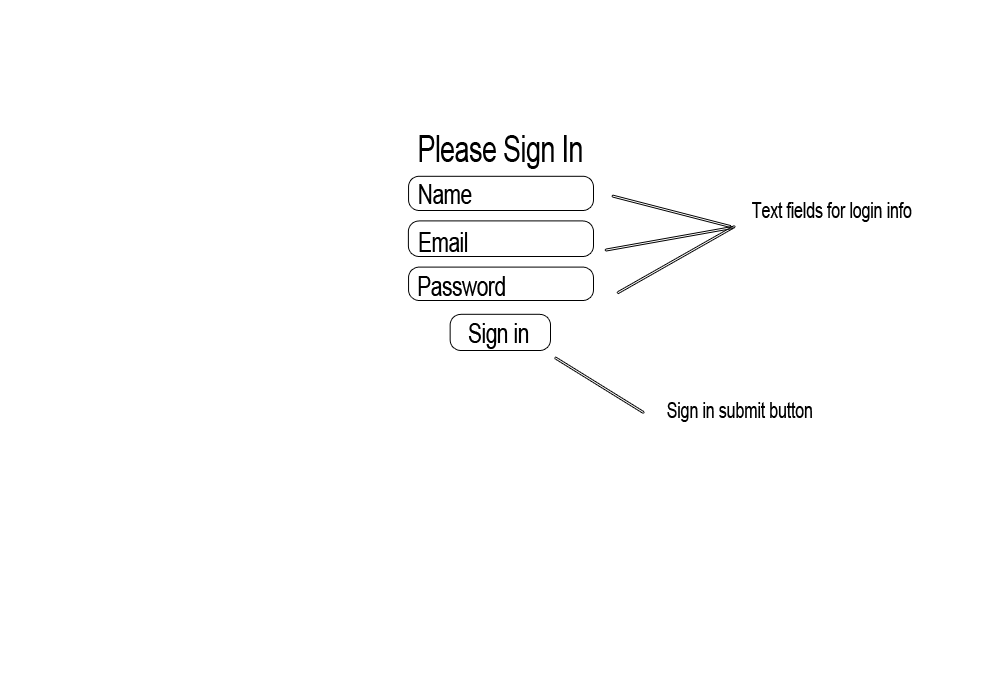 Please Sign In
Name
Text fields for login info
Email
Password
Sign in
Sign in submit button